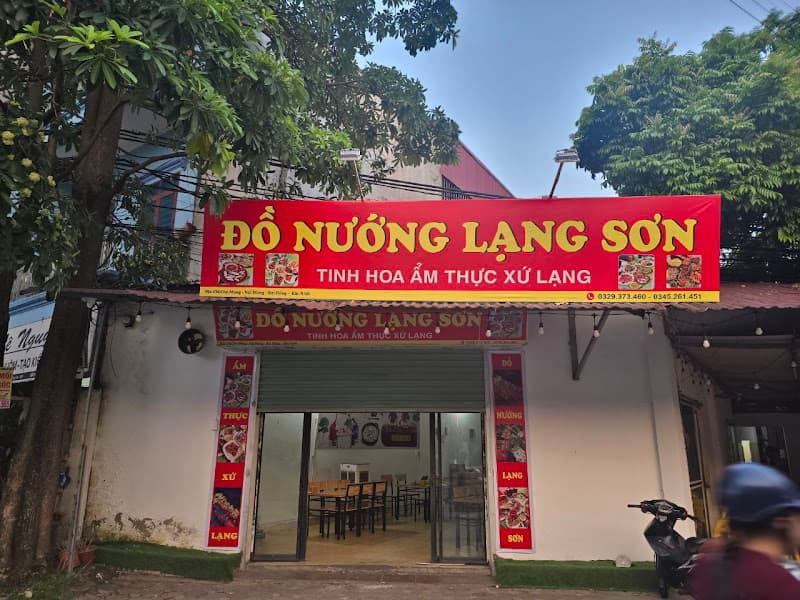 ĐỒ NƯỚNG LẠNG SƠN
TINH HOA ẨM THỰC XỨ LẠNG
0329.373.460 - 0345.261.451
ĐỒ NƯỚNG LẠNG SƠN
TINH HOA ẨM THỰC XỨ LẠNG
ẨM
THỰC
XỨ
LẠNG
ĐỒ
NƯỚNG
LẠNG
SƠN